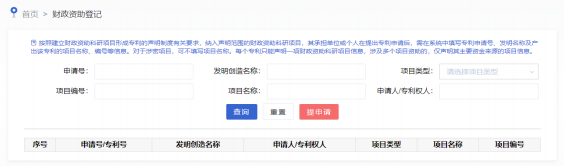 首页 > 财政资助登记
按照建立财政资助科研项目形成专利的声明制度有关要求，纳入声明范围的财政资助科研项目，其承担单位或个人在提出专利申请后，需在系统中填写专利申请号、发明名称及产
出该专利的项目名称、编号等信息。对于涉密项目，可不填写项目名称。每个专利只能声明一项财政资助科研项目信息，涉及多个项目资助的，仅声明其主要资金来源的项目信息。
申请号： 发明创造名称： 项目类型： 请选择项目类型
项目编号： 项目名称： 申请人/专利权人：
查询 重置 提申请
序号 申请号/专利号 发明创造名称 申请人/专利权人 项目类型 项目名称 项目编号